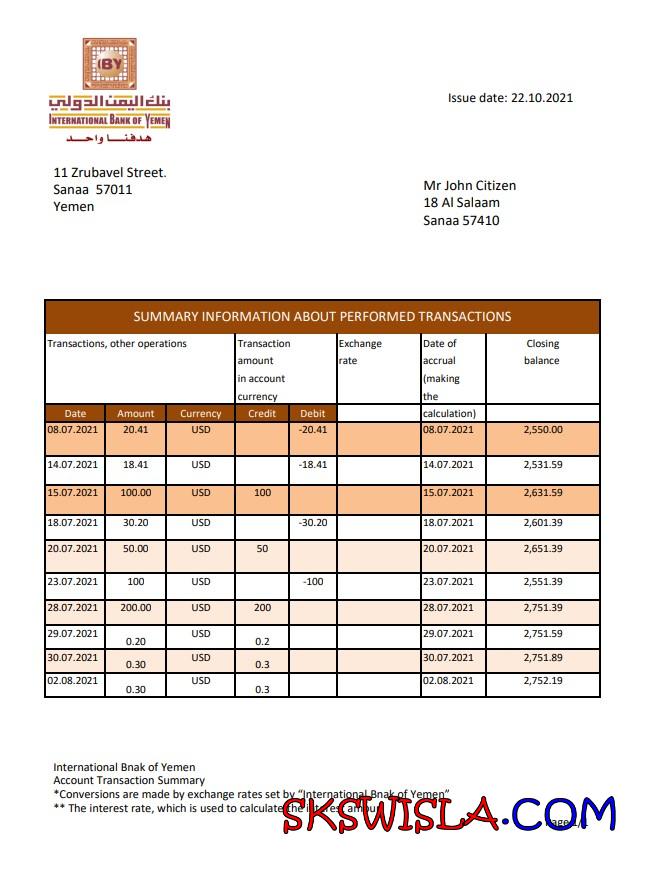 IBY
بنك اليمن الدولي
INTERNATIONAL BANK OF YEMEN
هدفنا واحد
Issue date: 22.10.2021
11 Zrubavel Street.
Sanaa 57011
Yemen
Mr John Citizen
18 Al Salaam
Sanaa 57410
SUMMARY INFORMATION ABOUT PERFORMED TRANSACTIONS
Transactions, other operations Transaction amount in account currency Exchange rate Date of accrual (making the calculation) Closing balance
Date Amount Currency Credit Debit
08.07.2021 20.41 USD -20.41 08.07.2021 2,550.00
14.07.2021 18.41 USD -18.41 14.07.2021 2,531.59
15.07.2021 100.00 USD 100 15.07.2021 2,631.59
18.07.2021 30.20 USD -30.20 18.07.2021 2,601.39
20.07.2021 50.00 USD 50 20.07.2021 2,651.39
23.07.2021 100 USD -100 23.07.2021 2,551.39
28.07.2021 200.00 USD 200 28.07.2021 2,751.39
29.07.2021 0.20 USD 0.2 29.07.2021 2,751.59
30.07.2021 0.30 USD 0.3 30.07.2021 2,751.89
02.08.2021 0.30 USD 0.3 02.08.2021 2,752.19
International Bnak of Yemen
Account Transaction Summary
*Conversions are made by exchange rates set by “International Bnak of Yemen”
** The interest rate, which is used to calculate the interest
SKSWISLA.COM